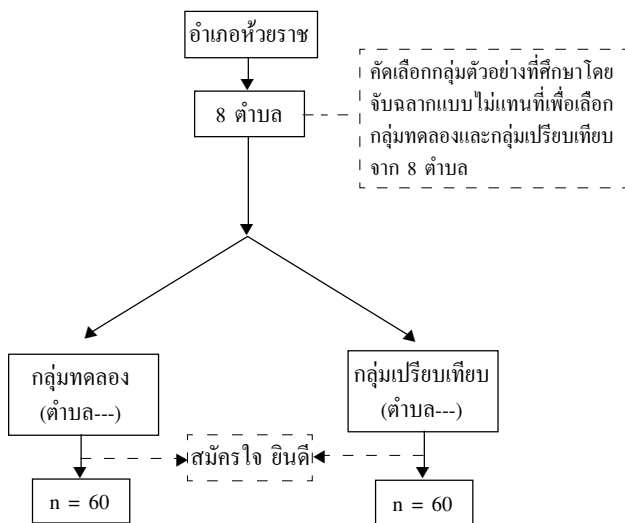 อำเภอห้วยราช
8 ตำบล
คัดเลือกกลุ่มตัวอย่างที่ศึกษาโดย
จับฉลากแบบไม่แทนที่เพื่อเลือก
กลุ่มทดลองและกลุ่มเปรียบเทียบ
จาก 8 ตำบล
กลุ่มทดลอง
(ตำบล---)
กลุ่มเปรียบเทียบ
(ตำบล---)
สมัครใจ ยินดี
n = 60
n = 60